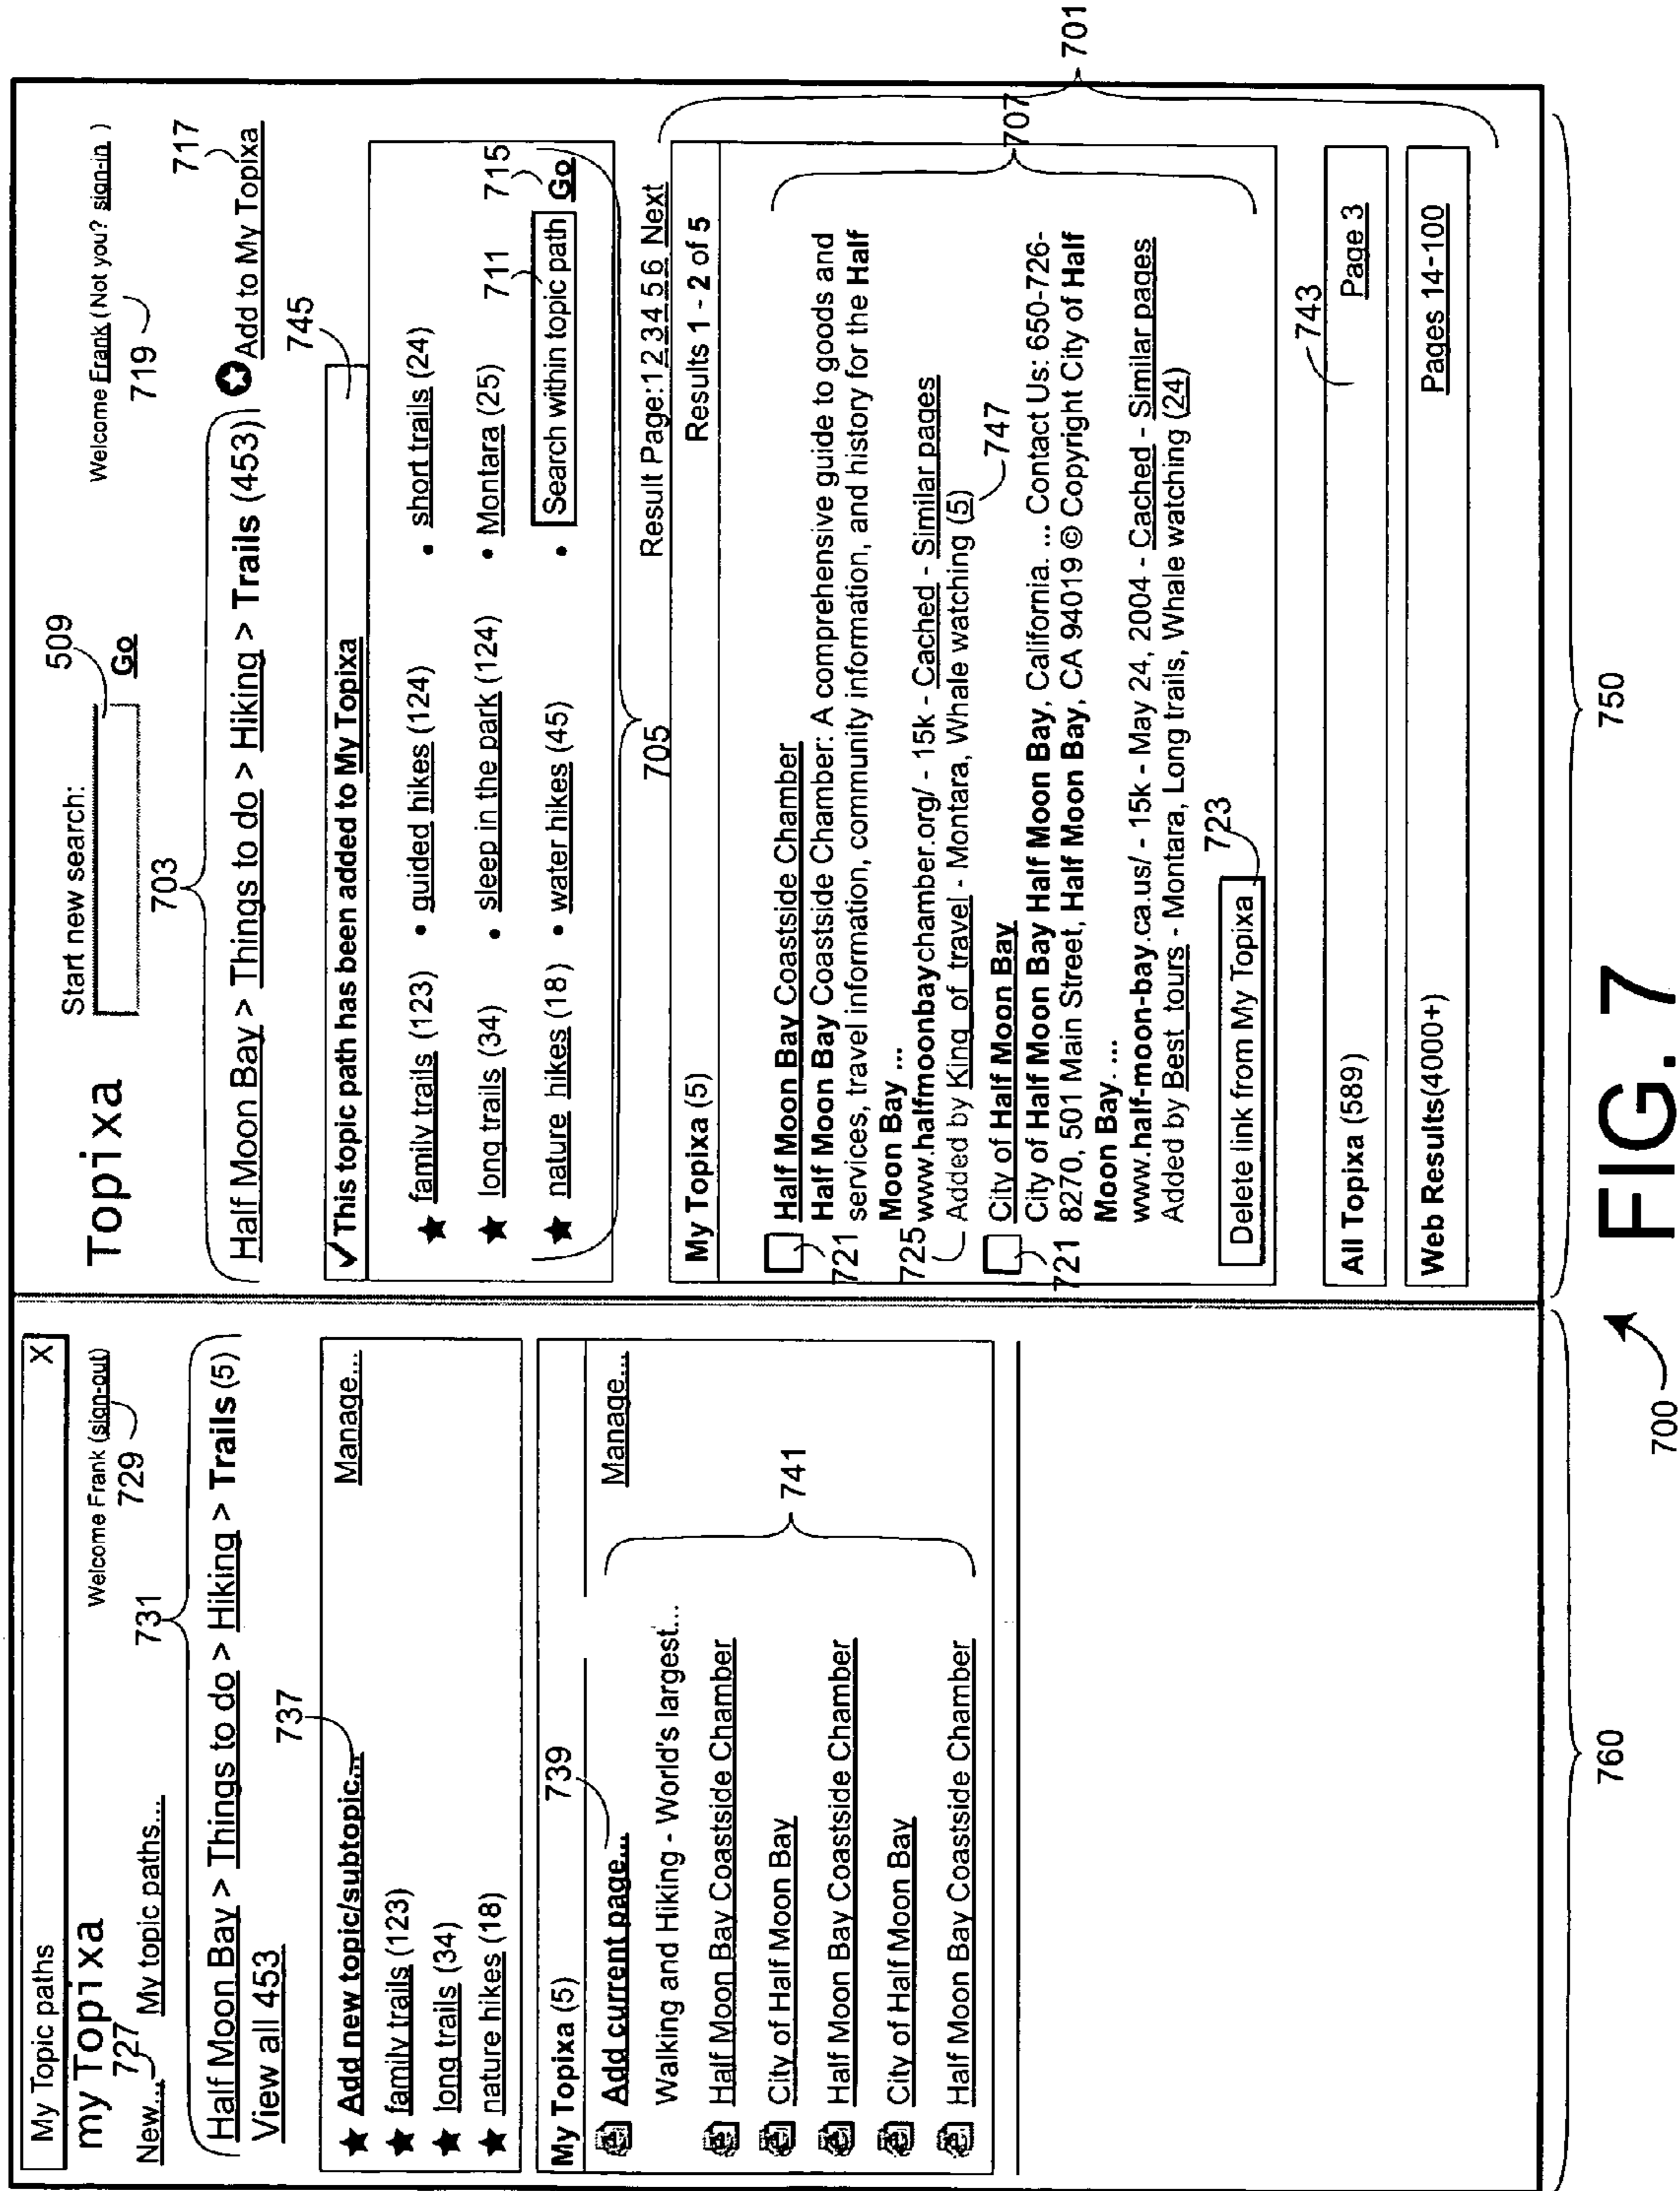 My Topic paths X
my Topixa
Welcome Frank (sign-out)
729
727
New... My topic paths...
731
Half Moon Bay > Things to do > Hiking > Trails (5)
View all 453
737
★ Add new topic/subtopic... Manage...
★ family trails (123)
★ long trails (34)
★ nature hikes (18)
739
My Topixa (5)
Add current page... Manage...
Walking and Hiking - World's largest...
Half Moon Bay Coastside Chamber
City of Half Moon Bay
741
Half Moon Bay Coastside Chamber
City of Half Moon Bay
Half Moon Bay Coastside Chamber
760
Topixa
Start new search:
509
Go
Welcome Frank (Not you? sign-in )
719
717
703
Half Moon Bay > Things to do > Hiking > Trails (453)
Add to My Topixa
745
✓This topic path has been added to My Topixa
★ family trails (123) • guided hikes (124) • short trails (24)
★ long trails (34) • sleep in the park (124) • Montara (25)
711 715
★ nature hikes (18) • water hikes (45) • Search within topic path Go
705
Result Page:1 2 3 4 5 6 Next
701
My Topixa (5) Results 1 - 2 of 5
707
Half Moon Bay Coastside Chamber
721
Half Moon Bay Coastside Chamber: A comprehensive guide to goods and
services, travel information, community information, and history for the Half
Moon Bay ...
725
www.halfmoonbaychamber.org/ - 15k - Cached - Similar pages
Added by King of travel - Montara, Whale watching (5)
747
City of Half Moon Bay
721
City of Half Moon Bay Half Moon Bay, California. ... Contact Us: 650-726-
8270, 501 Main Street, Half Moon Bay, CA 94019 © Copyright City of Half
Moon Bay. ...
www.half-moon-bay.ca.us/ - 15k - May 24, 2004 - Cached - Similar pages
Added by Best tours - Montara, Long trails, Whale watching (24)
723
Delete link from My Topixa
743
All Topixa (589) Page 3
Web Results(4000+) Pages 14-100
750
700
FIG. 7